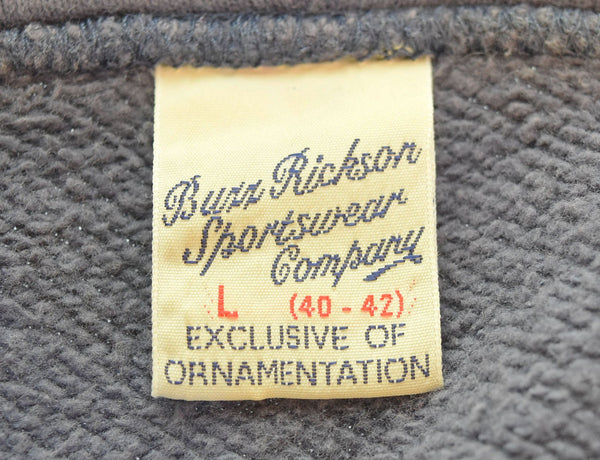 Buzz Rickson
Sportswear
Company
L (40 - 42)
EXCLUSIVE OF
ORNAMENTATION